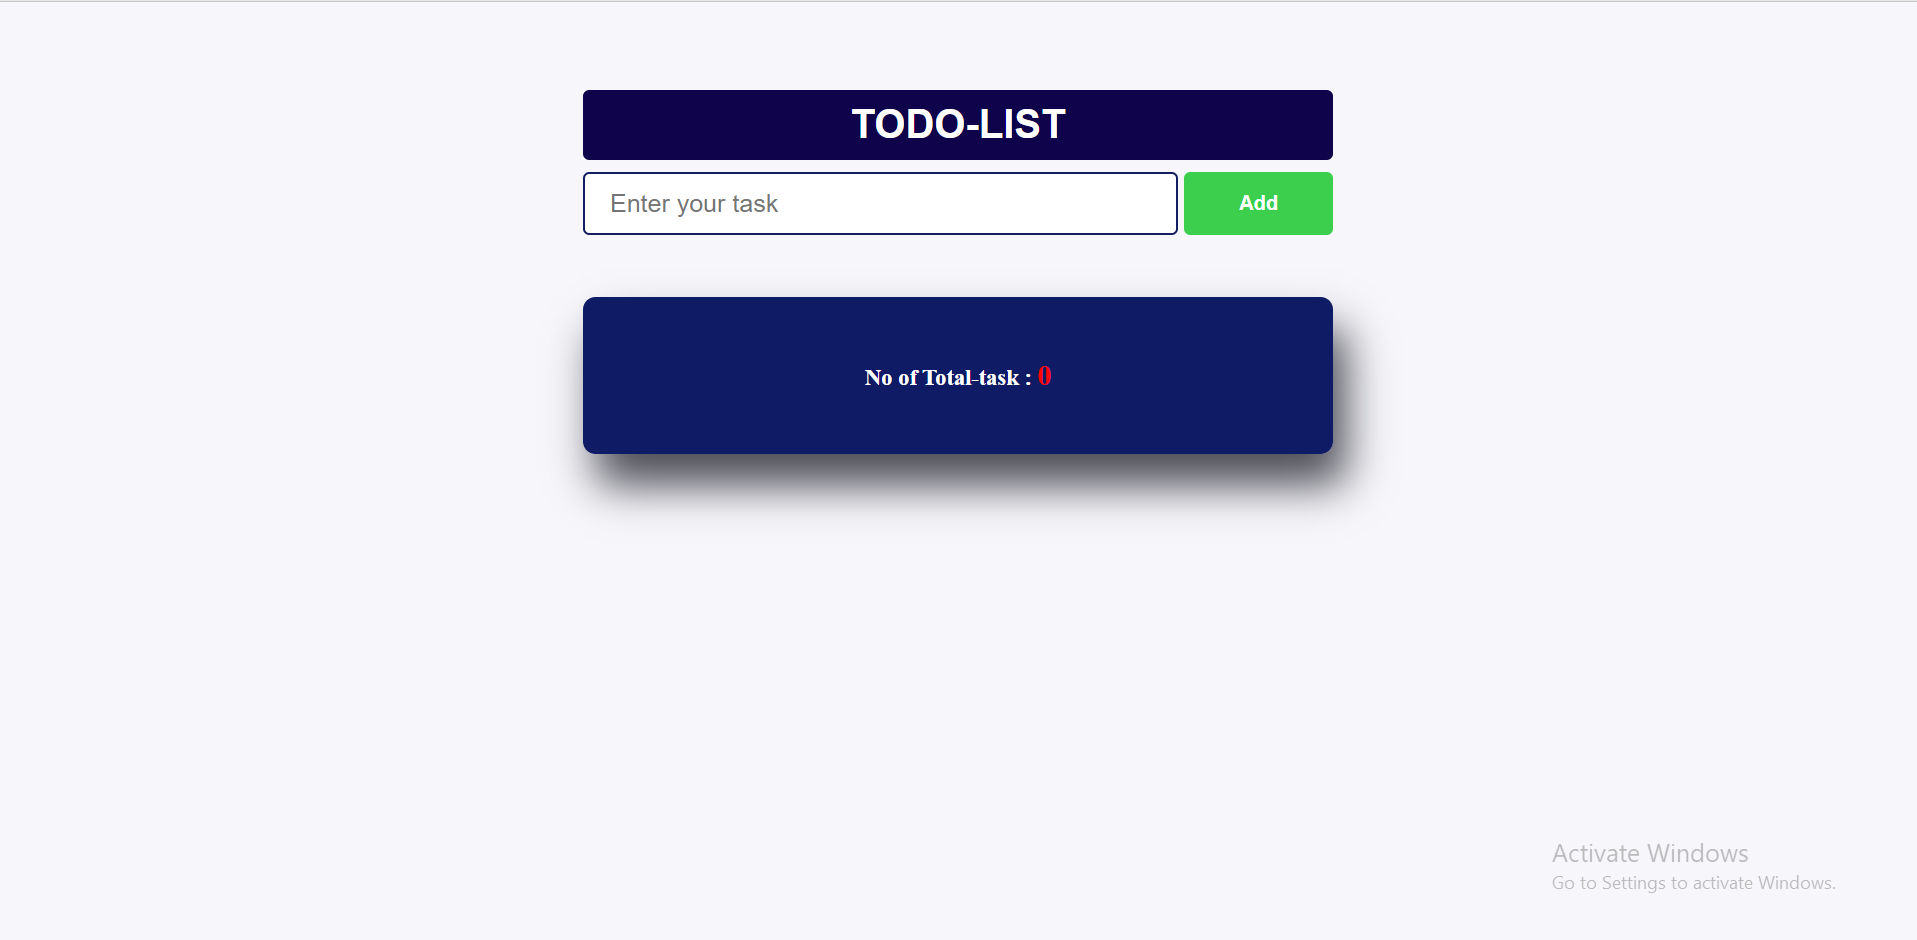 TODO-LIST
Enter your task
Add
No of Total-task : 0
Activate Windows
Go to Settings to activate Windows.